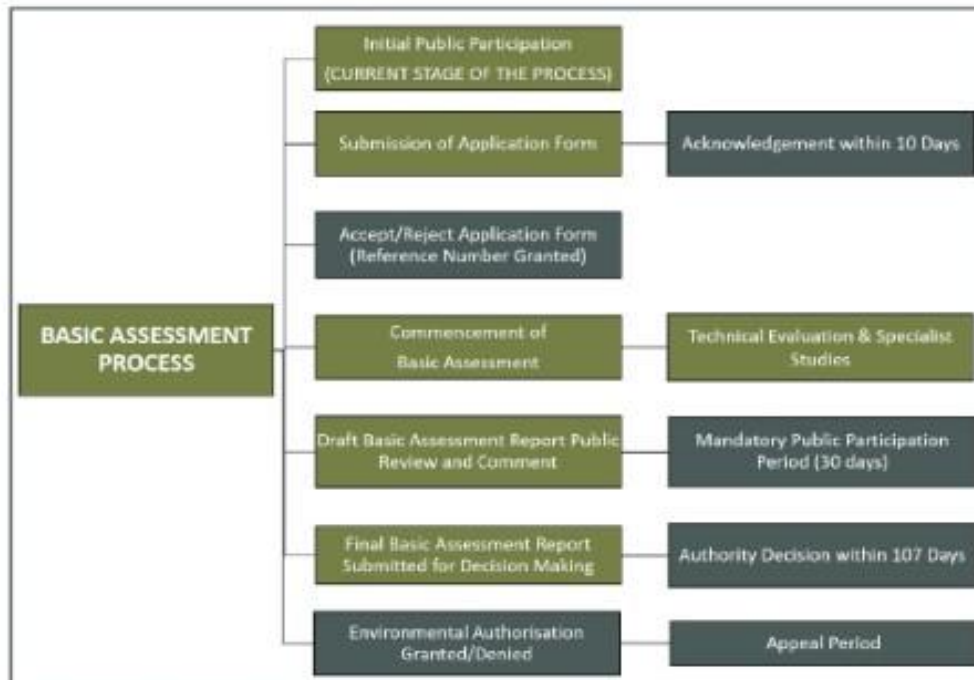 Initial Public Participation
(CURRENT STAGE OF THE PROCESS)
Submission of Application Form
Acknowledgement within 10 Days
Accept/Reject Application Form
(Reference Number Granted)
BASIC ASSESSMENT
PROCESS
Commencement of
Basic Assessment
Technical Evaluation & Specialist
Studies
Draft Basic Assessment Report Public
Review and Comment
Mandatory Public Participation
Period (30 days)
Final Basic Assessment Report
Submitted for Decision Making
Authority Decision within 107 Days
Environmental Authorisation
Granted/Denied
Appeal Period